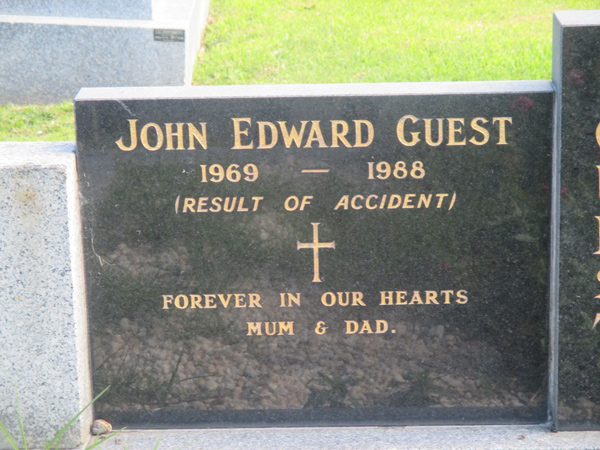 JOHN EDWARD GUEST
1969 — 1988
(RESULT OF ACCIDENT)
FOREVER IN OUR HEARTS
MUM & DAD.